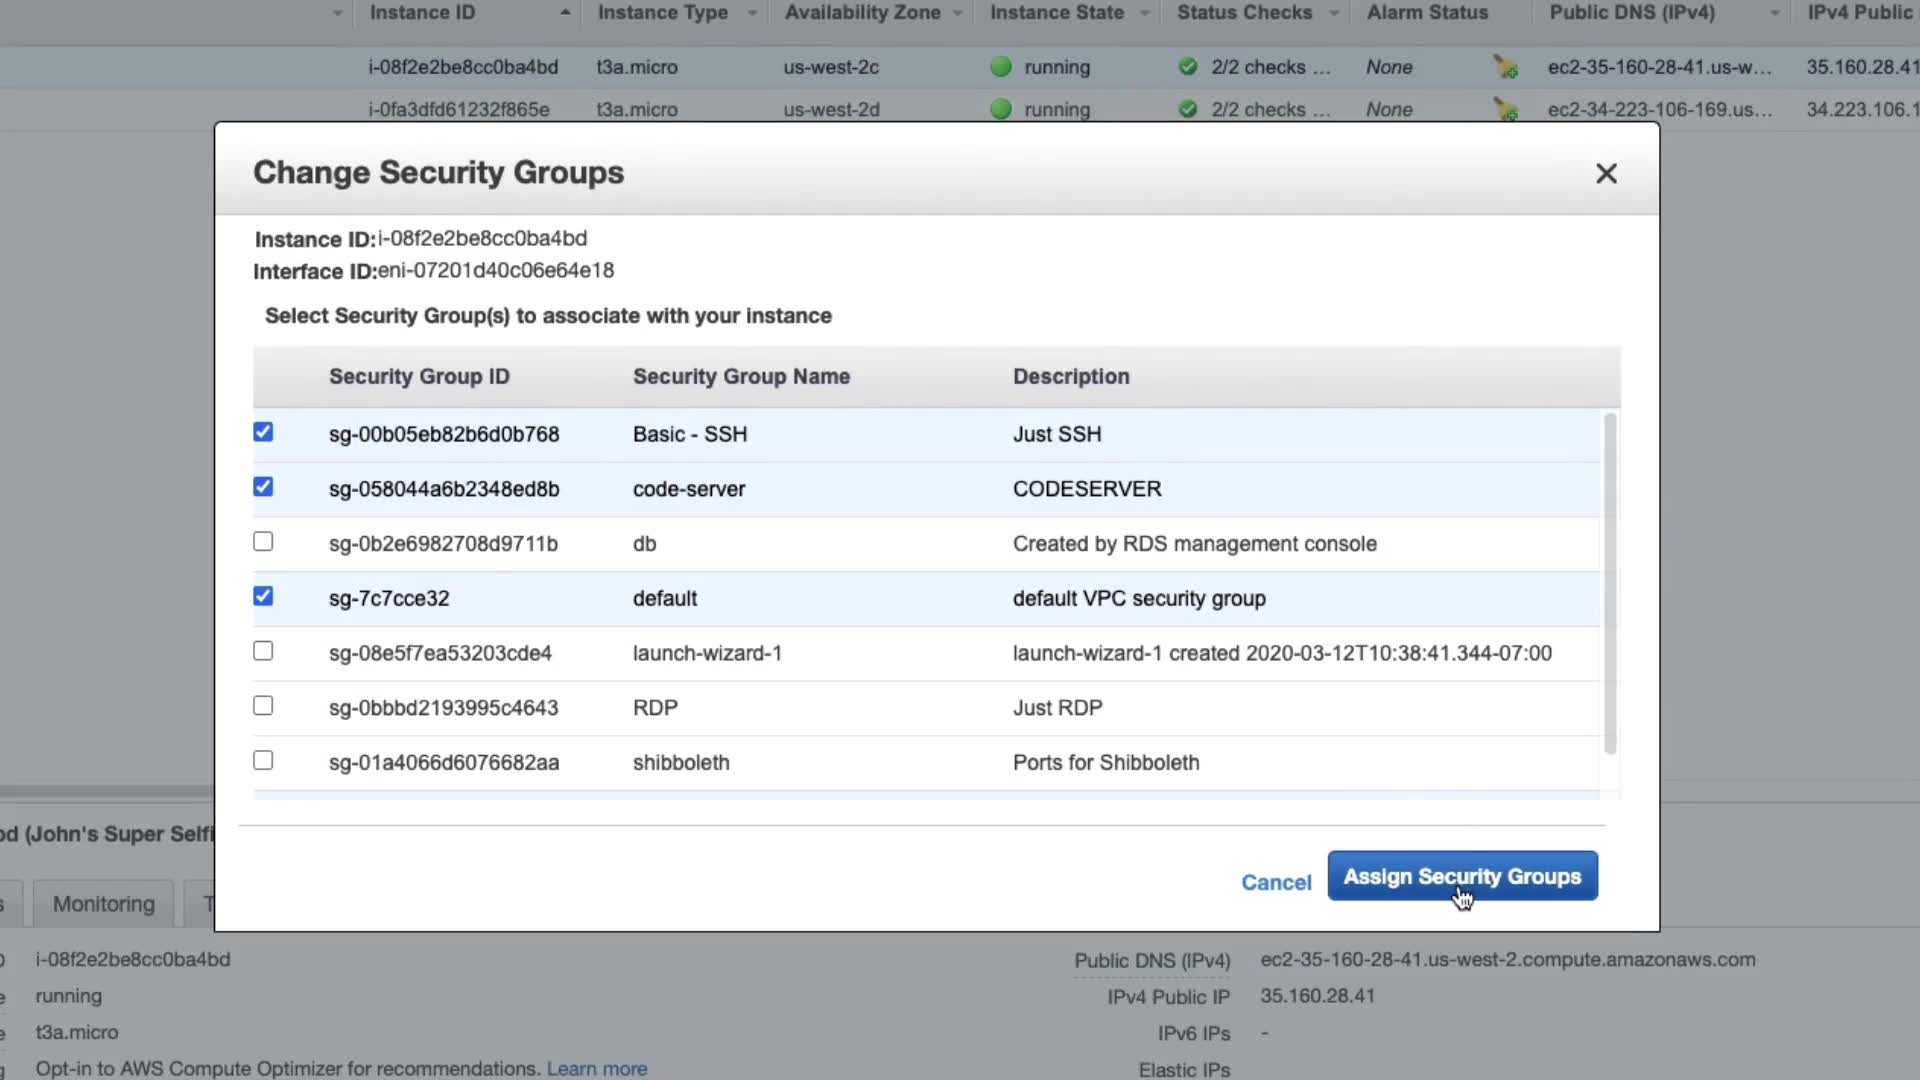 Instance ID Instance Type Availability Zone Instance State Status Checks Alarm Status Public DNS (IPv4) IPv4 Public
i-08f2e2be8cc0ba4bd t3a.micro us-west-2c running 2/2 checks ... None ec2-35-160-28-41.us-w... 35.160.28.41
i-0fa3dfd61232f865e t3a.micro us-west-2d running 2/2 checks ... None ec2-34-223-106-169.us... 34.223.106.1
Change Security Groups
Instance ID:i-08f2e2be8cc0ba4bd
Interface ID:eni-07201d40c06e64e18
Select Security Group(s) to associate with your instance
Security Group ID Security Group Name Description
sg-00b05eb82b6d0b768 Basic - SSH Just SSH
sg-058044a6b2348ed8b code-server CODESERVER
sg-0b2e6982708d9711b db Created by RDS management console
sg-7c7cce32 default default VPC security group
sg-08e5f7ea53203cde4 launch-wizard-1 launch-wizard-1 created 2020-03-12T10:38:41.344-07:00
sg-0bbbd2193995c4643 RDP Just RDP
sg-01a4066d6076682aa shibboleth Ports for Shibboleth
Cancel Assign Security Groups
(John's Super Selfi
Monitoring
i-08f2e2be8cc0ba4bd Public DNS (IPv4) ec2-35-160-28-41.us-west-2.compute.amazonaws.com
running IPv4 Public IP 35.160.28.41
t3a.micro IPv6 IPs -
Opt-in to AWS Compute Optimizer for recommendations. Learn more Elastic IPs